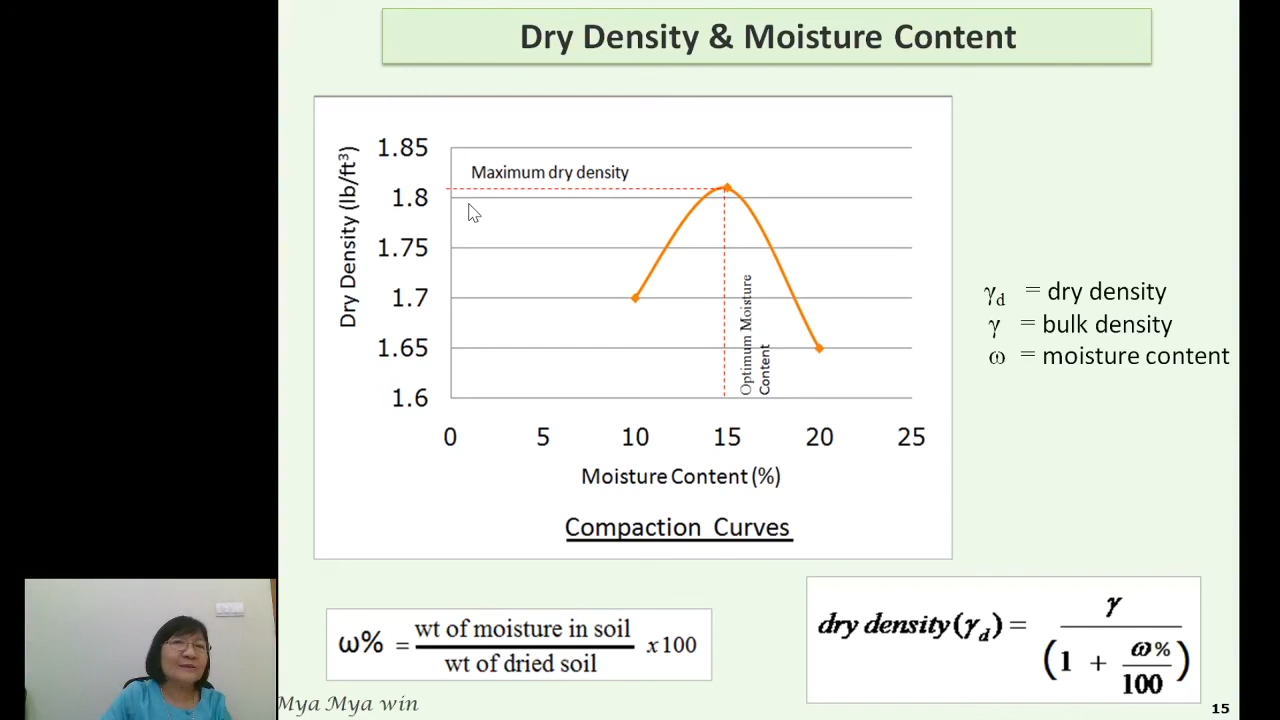 Dry Density & Moisture Content
Dry Density (lb/ft³)
1.85
1.8
1.75
1.7
1.65
1.6
Maximum dry density
Optimum Moisture
Content
0 5 10 15 20 25
Moisture Content (%)
Compaction Curves
γd = dry density
γ = bulk density
ω = moisture content
ω% = wt of moisture in soil / wt of dried soil x100
dry density (γd) = γ / (1 + ω% / 100)
Mya Mya win
15